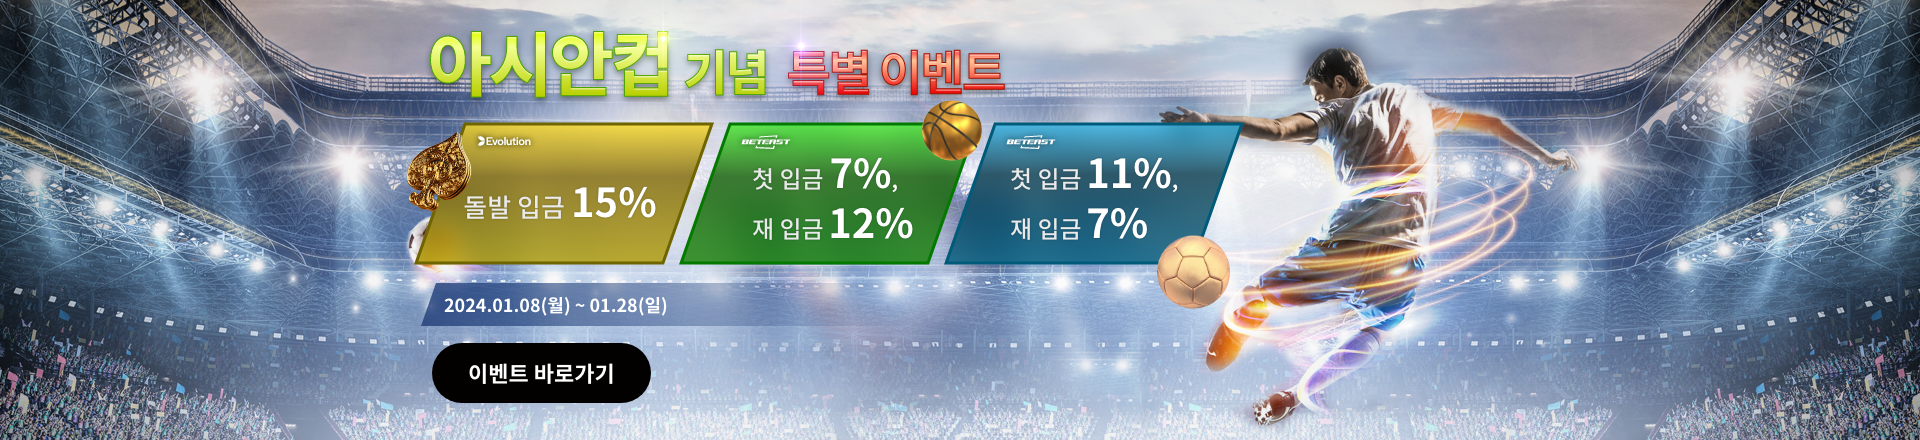 아시안컵 기념 특별 이벤트
Evolution
돌발 입금 15%
BETEAST
첫 입금 7%,
재 입금 12%
BETEAST
첫 입금 11%,
재 입금 7%
2024.01.08(월) ~ 01.28(일)
이벤트 바로가기